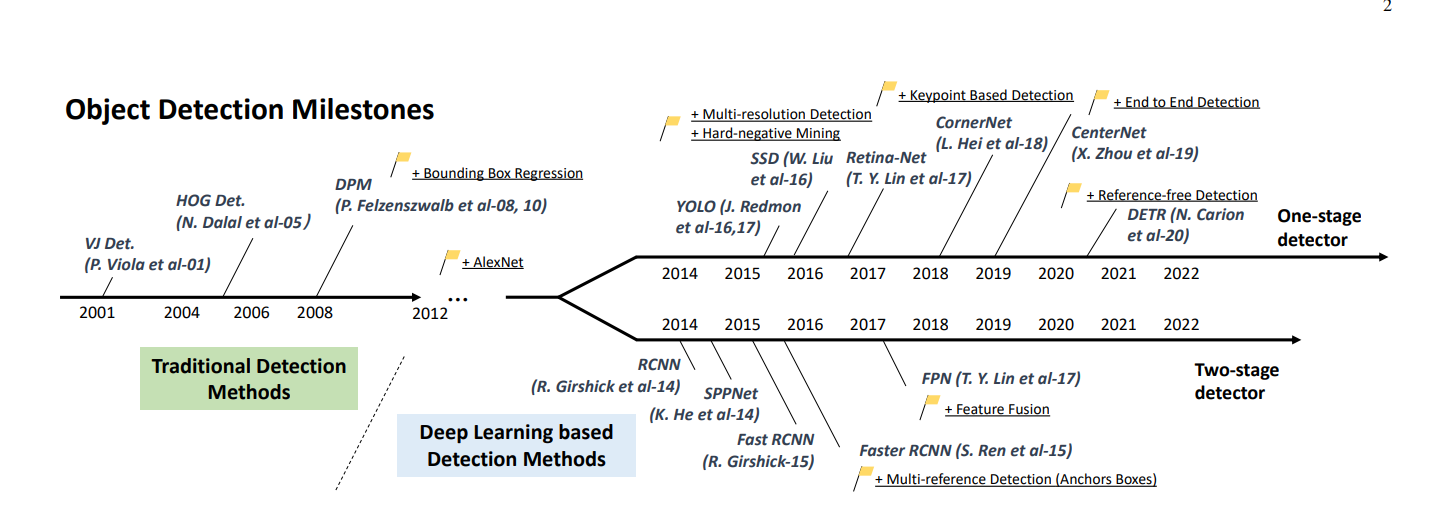 2
Object Detection Milestones
+ Multi-resolution Detection
+ Hard-negative Mining
+ Keypoint Based Detection
+ End to End Detection
+ Bounding Box Regression
+ Reference-free Detection
+ AlexNet
VJ Det.
(P. Viola et al-01)
HOG Det.
(N. Dalal et al-05)
DPM
(P. Felzenszwalb et al-08, 10)
YOLO (J. Redmon
et al-16,17)
SSD (W. Liu
et al-16)
Retina-Net
(T. Y. Lin et al-17)
CornerNet
(L. Hei et al-18)
CenterNet
(X. Zhou et al-19)
DETR (N. Carion
et al-20)
One-stage
detector
2001 2004 2006 2008 2012 ...
2014 2015 2016 2017 2018 2019 2020 2021 2022
2014 2015 2016 2017 2018 2019 2020 2021 2022
Traditional Detection
Methods
Deep Learning based
Detection Methods
RCNN
(R. Girshick et al-14)
SPPNet
(K. He et al-14)
Fast RCNN
(R. Girshick-15)
Faster RCNN (S. Ren et al-15)
+ Multi-reference Detection (Anchors Boxes)
FPN (T. Y. Lin et al-17)
+ Feature Fusion
Two-stage
detector